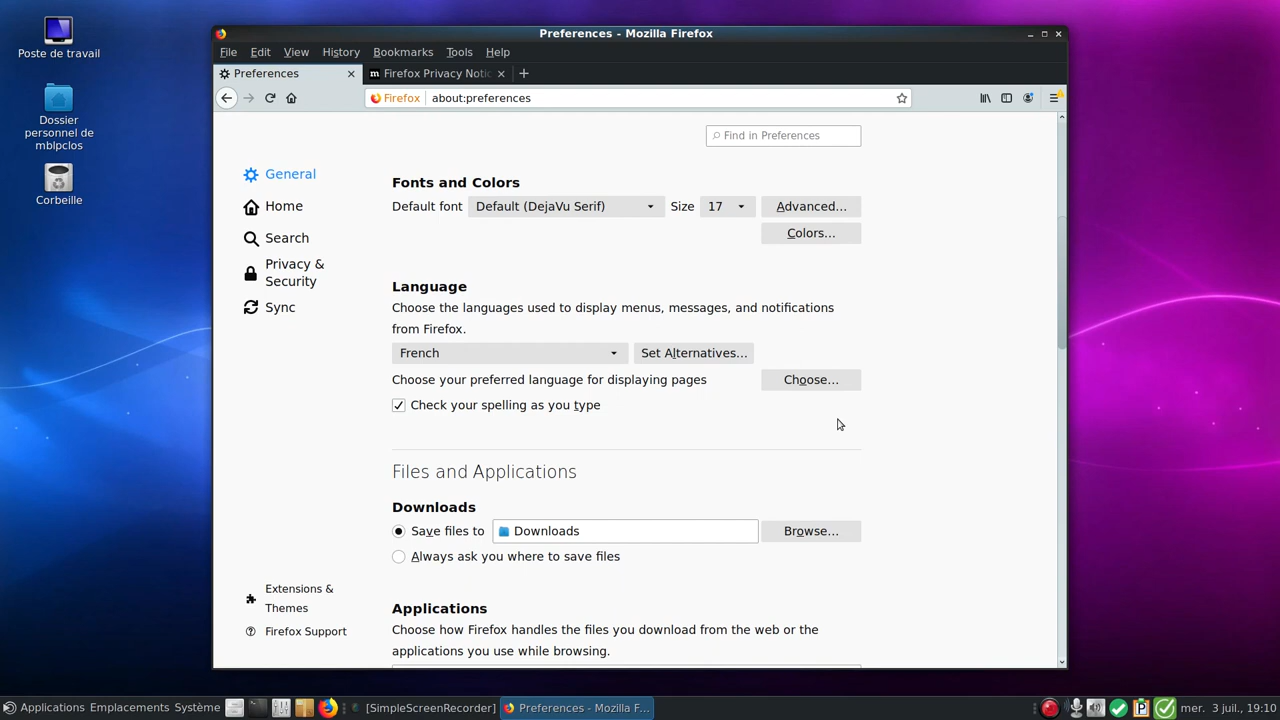 Poste de travail
Dossier
personnel de
mblpclos
Corbeille
Preferences - Mozilla Firefox
File Edit View History Bookmarks Tools Help
Preferences
m Firefox Privacy Notic
Firefox about:preferences
Find in Preferences
General
Home
Search
Privacy &
Security
Sync
Extensions &
Themes
Firefox Support
Fonts and Colors
Default font Default (DejaVu Serif) Size 17 Advanced...
Colors...
Language
Choose the languages used to display menus, messages, and notifications
from Firefox.
French Set Alternatives...
Choose your preferred language for displaying pages Choose...
Check your spelling as you type
Files and Applications
Downloads
Save files to Downloads Browse...
Always ask you where to save files
Applications
Choose how Firefox handles the files you download from the web or the
applications you use while browsing.
Applications Emplacements Système [SimpleScreenRecorder] Preferences - Mozilla F... mer. 3 juil., 19:10